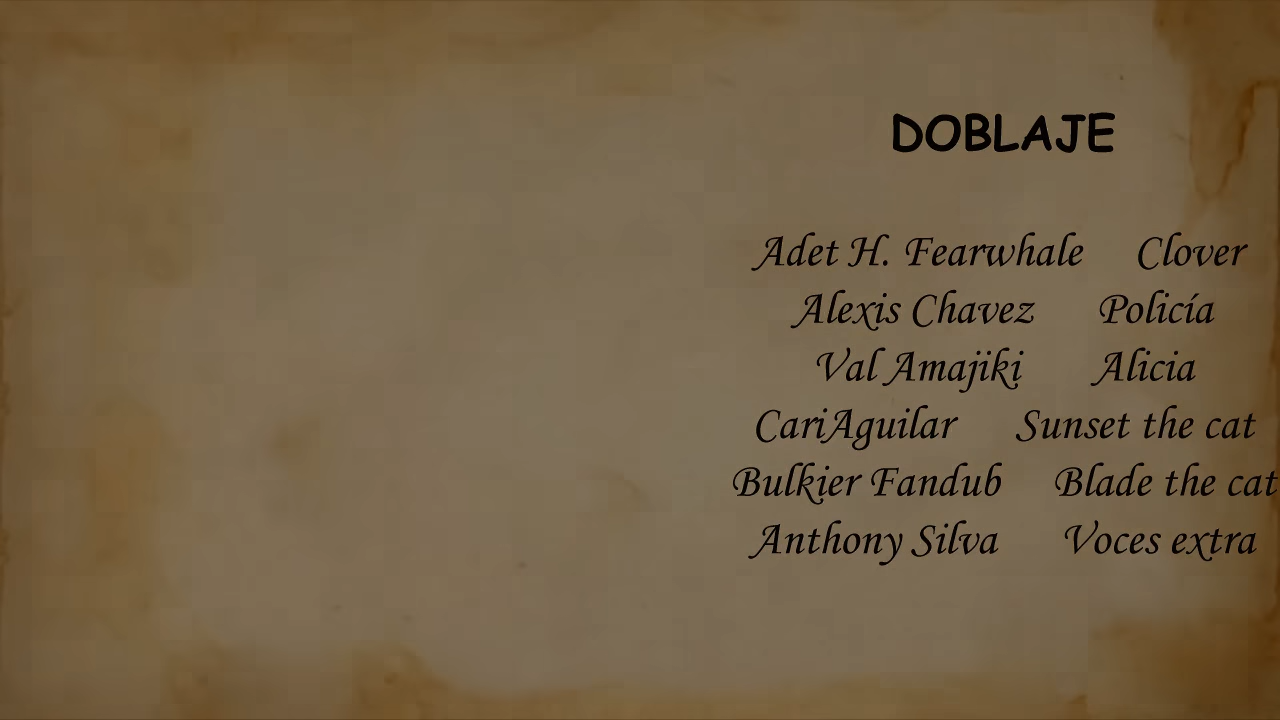 DOBLAJE
Adet H. Fearwhale Clover
Alexis Chavez Policía
Val Amajiki Alicia
CariAguilar Sunset the cat
Bulkier Fandub Blade the cat
Anthony Silva Voces extra